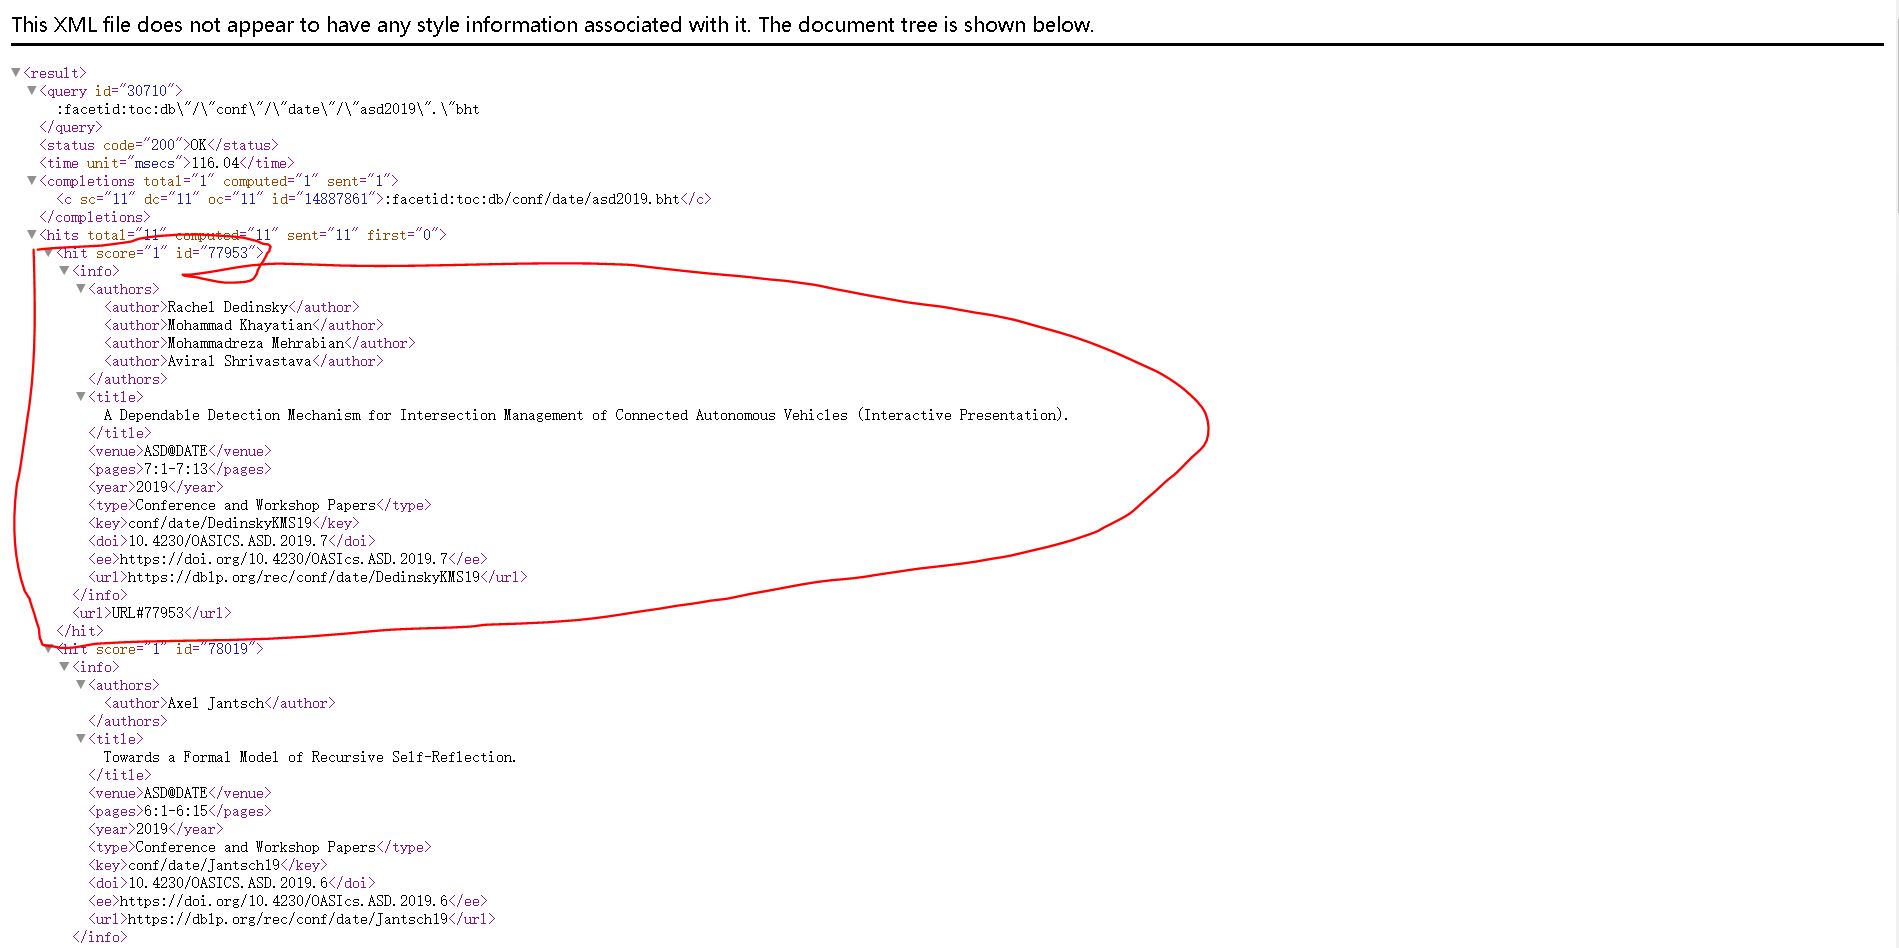 This XML file does not appear to have any style information associated with it. The document tree is shown below.
<result>
<query id="30710">
:facetid:toc:db\"/\"conf\"/\"date\"/\"asd2019\".\"bht
</query>
<status code="200">OK</status>
<time unit="msecs">116.04</time>
<completions total="1" computed="1" sent="1">
<c sc="11" dc="11" oc="11" id="14887861">:facetid:toc:db/conf/date/asd2019.bht</c>
</completions>
<hits total="11" computed="11" sent="11" first="0">
<hit score="1" id="77953">
<info>
<authors>
<author>Rachel Dedinsky</author>
<author>Mohammad Khayatian</author>
<author>Mohammadreza Mehrabian</author>
<author>Aviral Shrivastava</author>
</authors>
<title>
A Dependable Detection Mechanism for Intersection Management of Connected Autonomous Vehicles (Interactive Presentation).
</title>
<venue>ASD@DATE</venue>
<pages>7:1-7:13</pages>
<year>2019</year>
<type>Conference and Workshop Papers</type>
<key>conf/date/DedinskyKMS19</key>
<doi>10.4230/OASICS.ASD.2019.7</doi>
<ee>https://doi.org/10.4230/OASIcs.ASD.2019.7</ee>
<url>https://dblp.org/rec/conf/date/DedinskyKMS19</url>
</info>
<url>URL#77953</url>
</hit>
<hit score="1" id="78019">
<info>
<authors>
<author>Axel Jantsch</author>
</authors>
<title>
Towards a Formal Model of Recursive Self-Reflection.
</title>
<venue>ASD@DATE</venue>
<pages>6:1-6:15</pages>
<year>2019</year>
<type>Conference and Workshop Papers</type>
<key>conf/date/Jantsch19</key>
<doi>10.4230/OASICS.ASD.2019.6</doi>
<ee>https://doi.org/10.4230/OASIcs.ASD.2019.6</ee>
<url>https://dblp.org/rec/conf/date/Jantsch19</url>
</info>